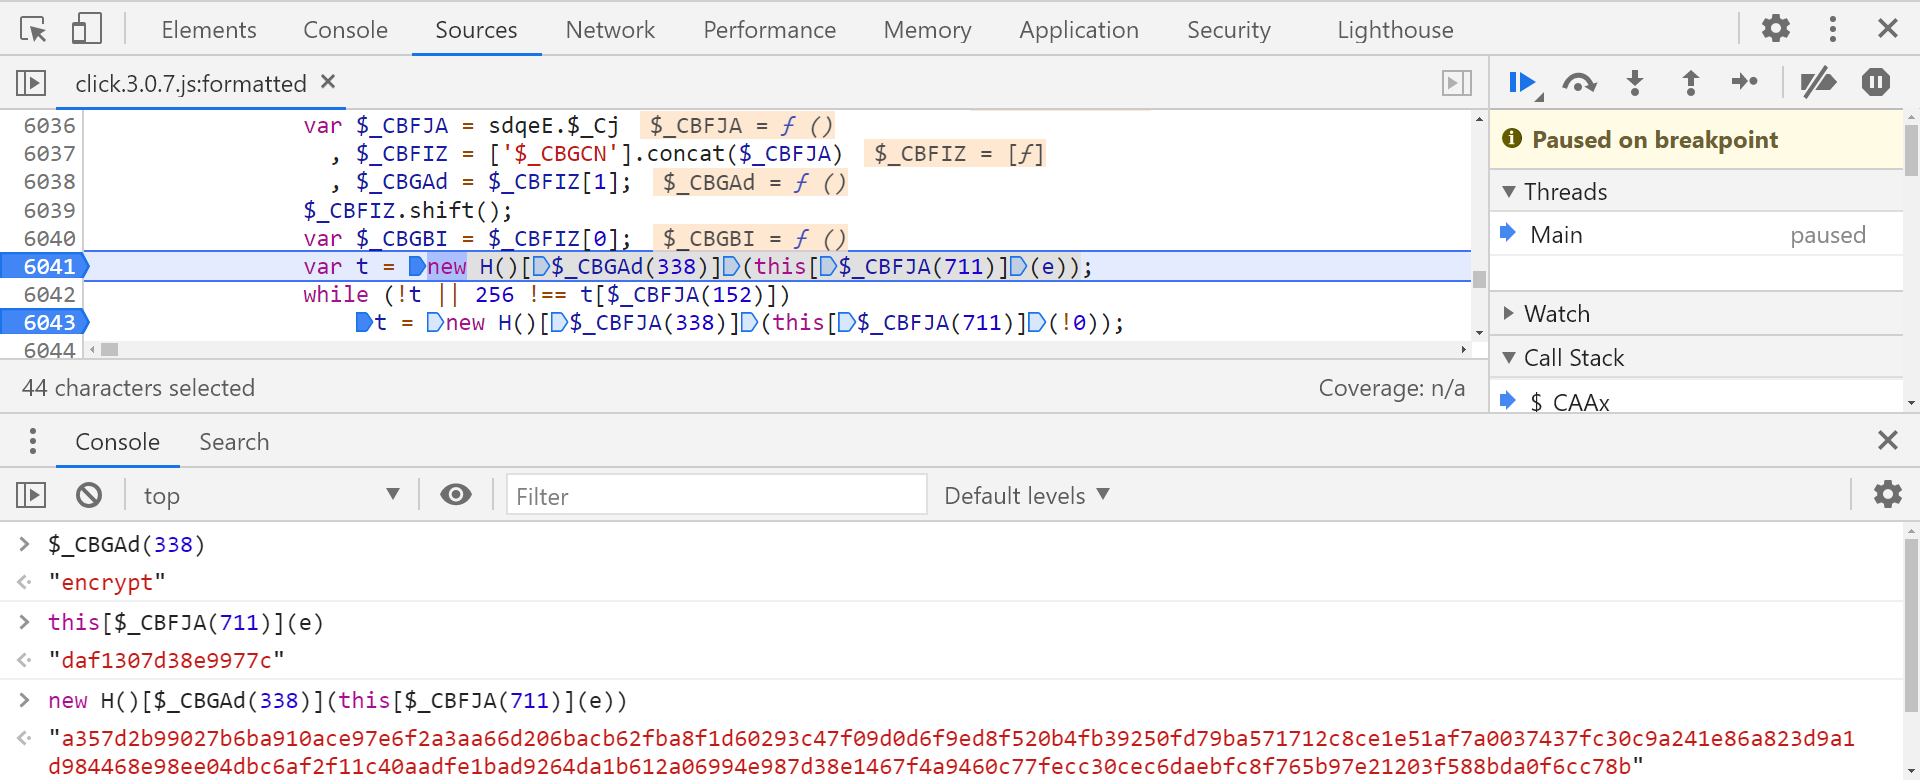 Elements Console Sources Network Performance Memory Application Security Lighthouse
click.3.0.7.js:formatted
6036 var $_CBFJA = sdqeE.$_Cj $_CBFJA = ƒ ()
6037 , $_CBFIZ = ['$_CBGCN'].concat($_CBFJA) $_CBFIZ = [ƒ]
6038 , $_CBGAd = $_CBFIZ[1]; $_CBGAd = ƒ ()
6039 $_CBFIZ.shift();
6040 var $_CBGBI = $_CBFIZ[0]; $_CBGBI = ƒ ()
6041 var t = new H()[$_CBGAd(338)](this[$_CBFJA(711)](e));
6042 while (!t || 256 !== t[$_CBFJA(152)])
6043 t = new H()[$_CBFJA(338)](this[$_CBFJA(711)](!0));
6044
44 characters selected Coverage: n/a
Paused on breakpoint
Threads
Main paused
Watch
Call Stack
$_CAAx
Console Search
top Filter Default levels
> $_CBGAd(338)
"encrypt"
> this[$_CBFJA(711)](e)
"daf1307d38e9977c"
> new H()[$_CBGAd(338)](this[$_CBFJA(711)](e))
"a357d2b99027b6ba910ace97e6f2a3aa66d206bacb62fba8f1d60293c47f09d0d6f9ed8f520b4fb39250fd79ba571712c8ce1e51af7a0037437fc30c9a241e86a823d9a1
d984468e98ee04dbc6af2f11c40aadfe1bad9264da1b612a06994e987d38e1467f4a9460c77fecc30cec6daebfc8f765b97e21203f588bda0f6cc78b"